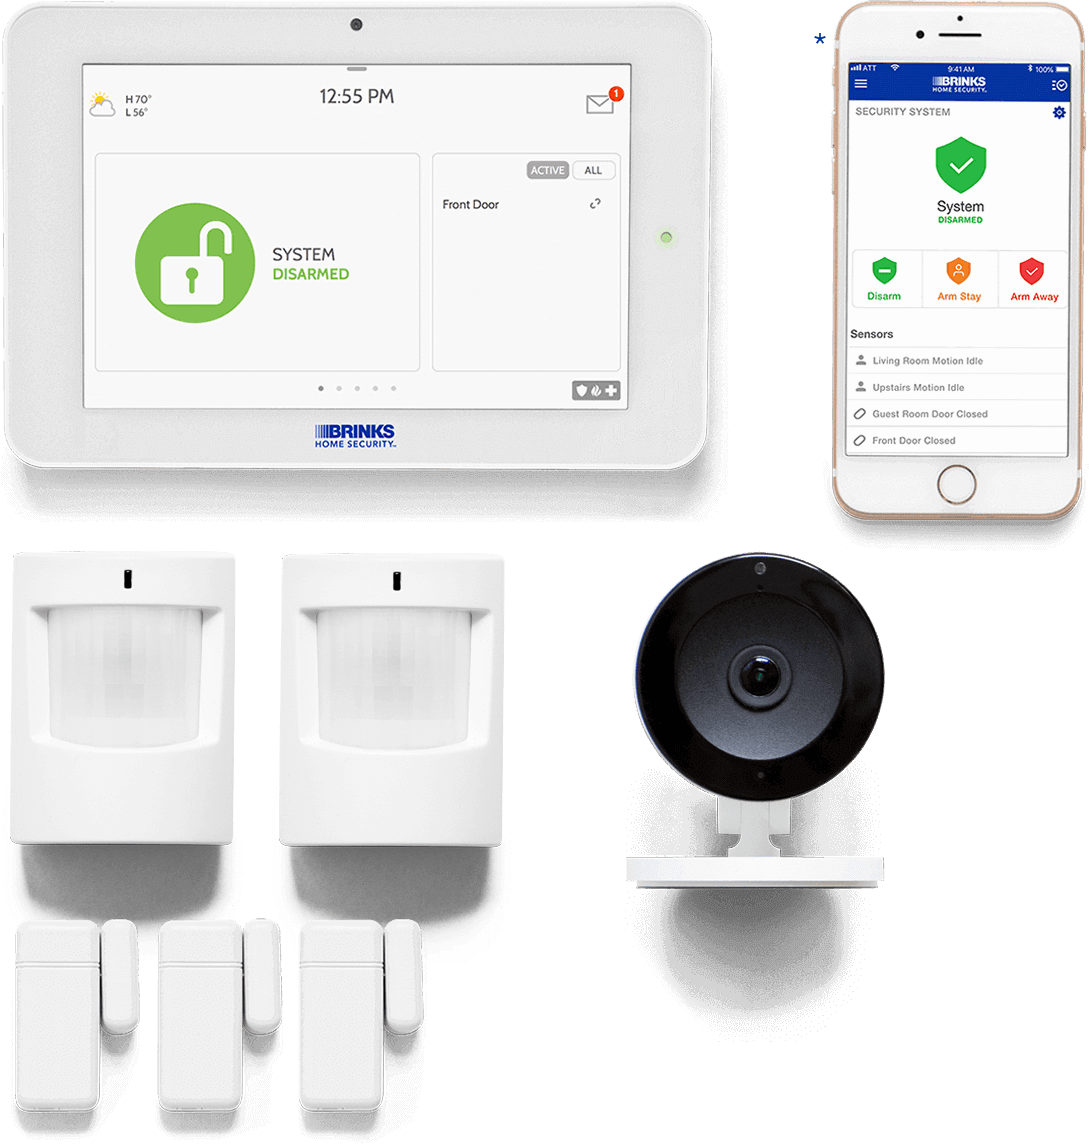 H 70°
L 56°
12:55 PM
1
ACTIVE
ALL
Front Door
SYSTEM
DISARMED
BRINKS
HOME SECURITY™
*
ATT
9:41 AM
100%
BRINKS
HOME SECURITY™
SECURITY SYSTEM
System
DISARMED
Disarm
Arm Stay
Arm Away
Sensors
Living Room Motion Idle
Upstairs Motion Idle
Guest Room Door Closed
Front Door Closed